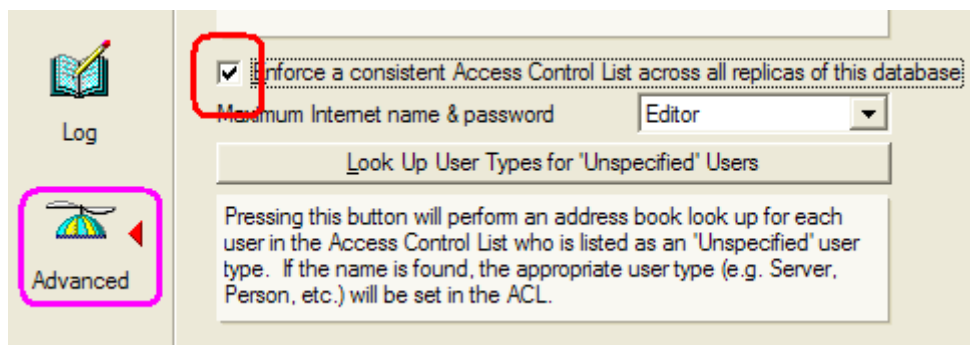 Log
Advanced
Enforce a consistent Access Control List across all replicas of this database
Maximum Internet name & password
Editor
Look Up User Types for 'Unspecified' Users
Pressing this button will perform an address book look up for each
user in the Access Control List who is listed as an 'Unspecified' user
type. If the name is found, the appropriate user type (e.g. Server,
Person, etc.) will be set in the ACL.